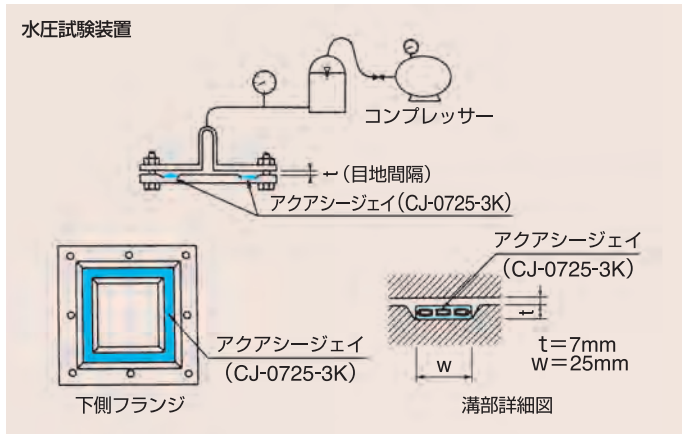 水圧試験装置
コンプレッサー
t（目地間隔）
アクアシージェイ（CJ-0725-3K）
アクアシージェイ
（CJ-0725-3K）
t
t＝7mm
w＝25mm
w
アクアシージェイ
（CJ-0725-3K）
下側フランジ
溝部詳細図